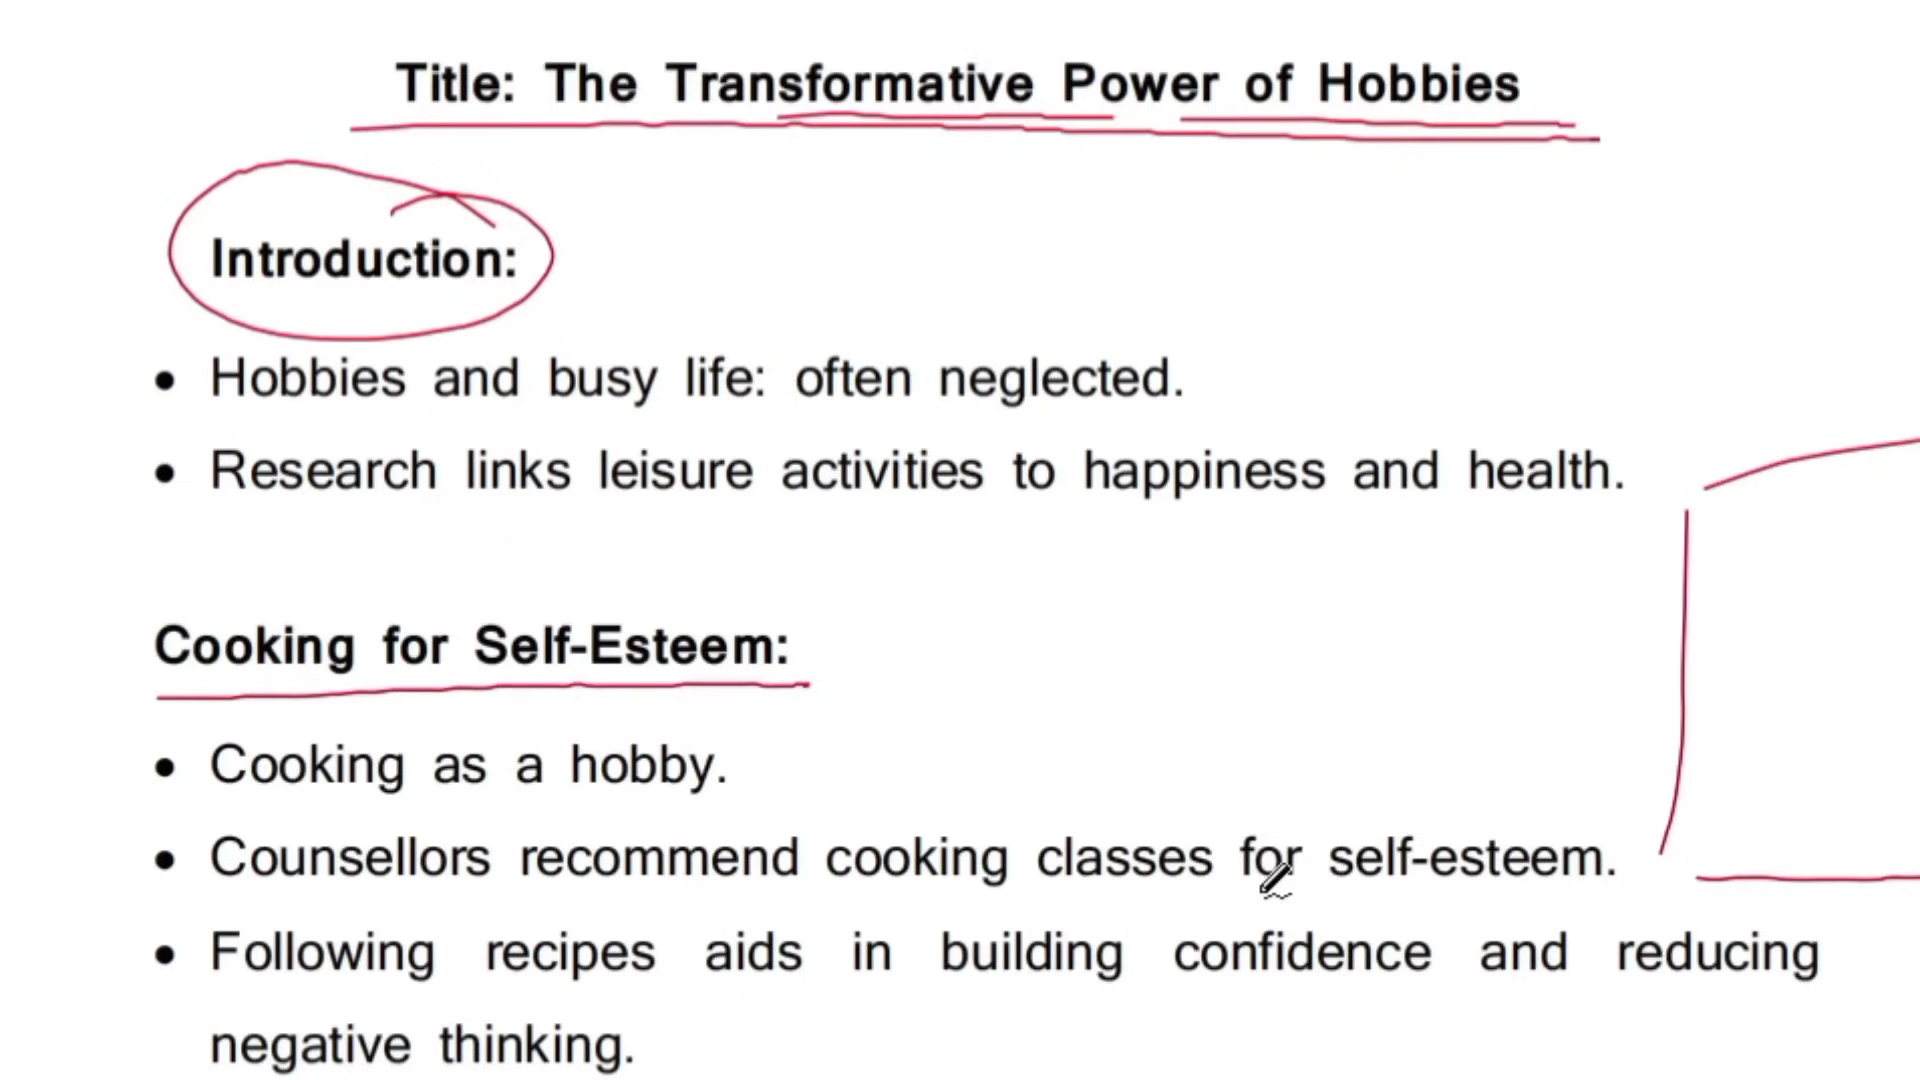 Title: The Transformative Power of Hobbies
Introduction:
• Hobbies and busy life: often neglected.
• Research links leisure activities to happiness and health.
Cooking for Self-Esteem:
• Cooking as a hobby.
• Counsellors recommend cooking classes for self-esteem.
• Following recipes aids in building confidence and reducing
negative thinking.